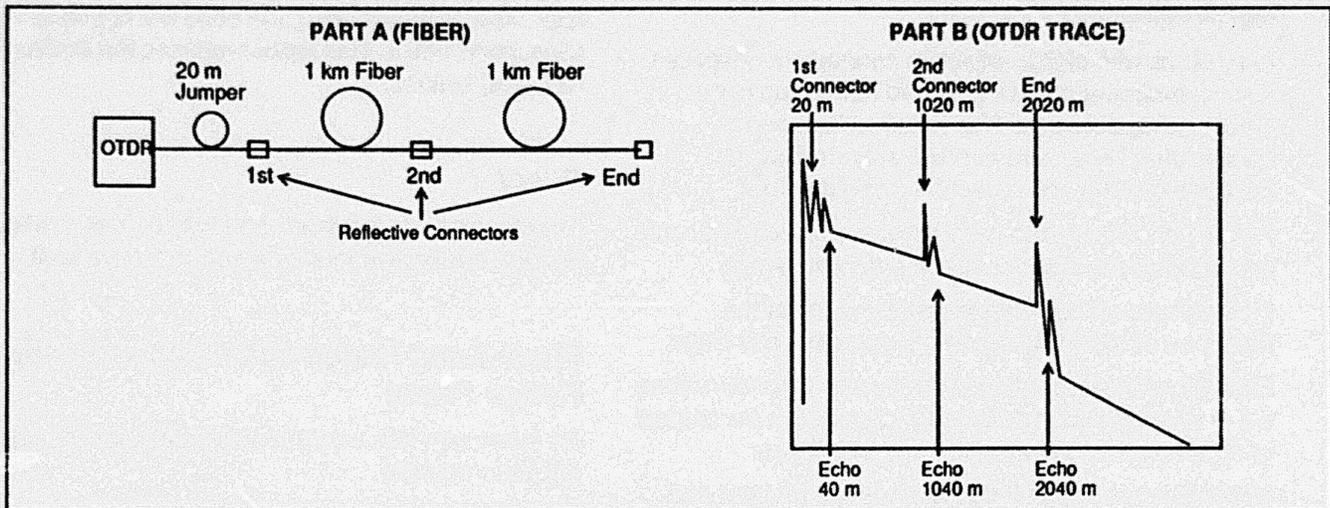 PART A (FIBER)
20 m
Jumper
1 km Fiber
1 km Fiber
OTDR
1st
2nd
End
Reflective Connectors
PART B (OTDR TRACE)
1st
Connector
20 m
2nd
Connector
1020 m
End
2020 m
Echo
40 m
Echo
1040 m
Echo
2040 m